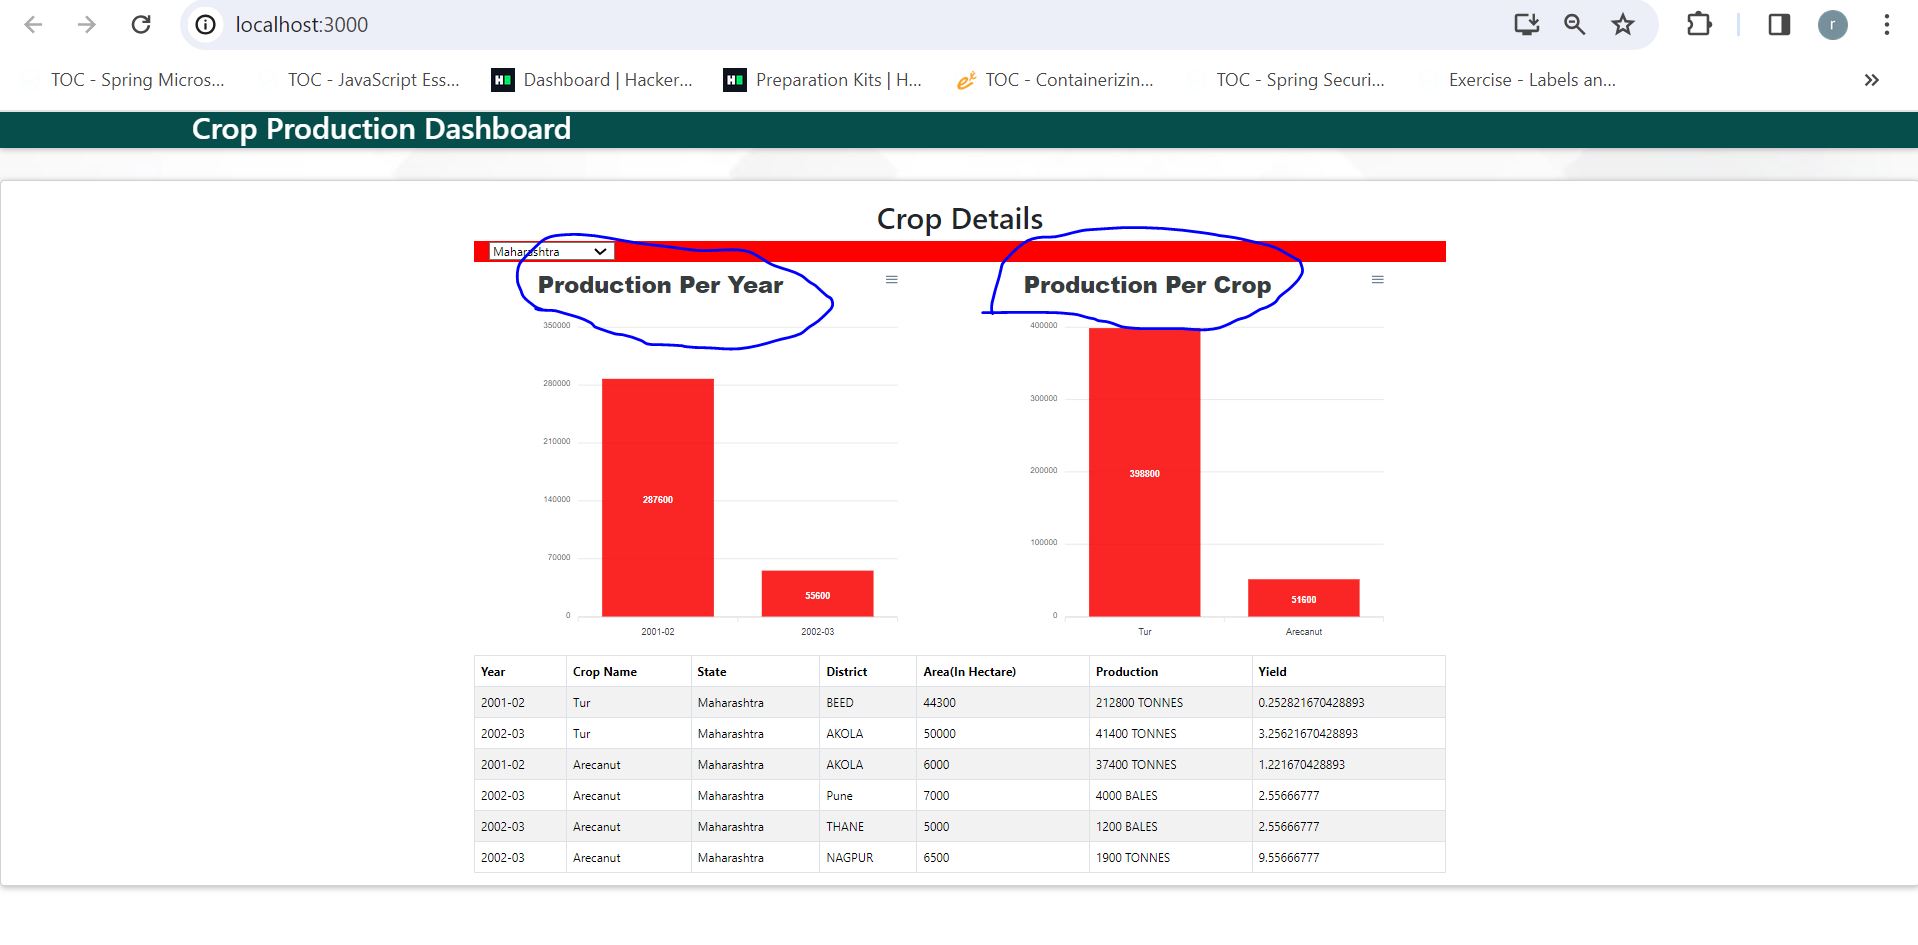 localhost:3000
r
TOC - Spring Micros...
TOC - JavaScript Ess...
Dashboard | Hacker...
Preparation Kits | H...
TOC - Containerizin...
TOC - Spring Securi...
Exercise - Labels an...
Crop Production Dashboard
Crop Details
Maharashtra
Production Per Year
350000
280000
210000
140000
70000
0
287600
55600
2001-02 2002-03
Production Per Crop
400000
300000
200000
100000
0
398800
51600
Tur Arecanut
Year Crop Name State District Area(In Hectare) Production Yield
2001-02 Tur Maharashtra BEED 44300 212800 TONNES 0.252821670428893
2002-03 Tur Maharashtra AKOLA 50000 41400 TONNES 3.25621670428893
2001-02 Arecanut Maharashtra AKOLA 6000 37400 TONNES 1.221670428893
2002-03 Arecanut Maharashtra Pune 7000 4000 BALES 2.55666777
2002-03 Arecanut Maharashtra THANE 5000 1200 BALES 2.55666777
2002-03 Arecanut Maharashtra NAGPUR 6500 1900 TONNES 9.55666777